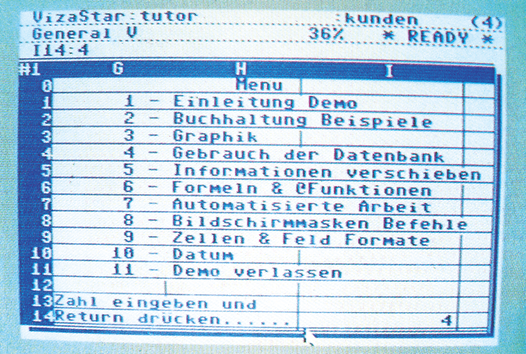 VizaStar:tutor :kunden (4)
General V 36% * READY *
I14:4
#1 G H I
0 Menu
1 1 - Einleitung Demo
2 2 - Buchhaltung Beispiele
3 3 - Graphik
4 4 - Gebrauch der Datenbank
5 5 - Informationen verschieben
6 6 - Formeln & @Funktionen
7 7 - Automatisierte Arbeit
8 8 - Bildschirmmasken Befehle
9 9 - Zellen & Feld Formate
10 10 - Datum
11 11 - Demo verlassen
12
13 Zahl eingeben und
14 Return drücken...... 4